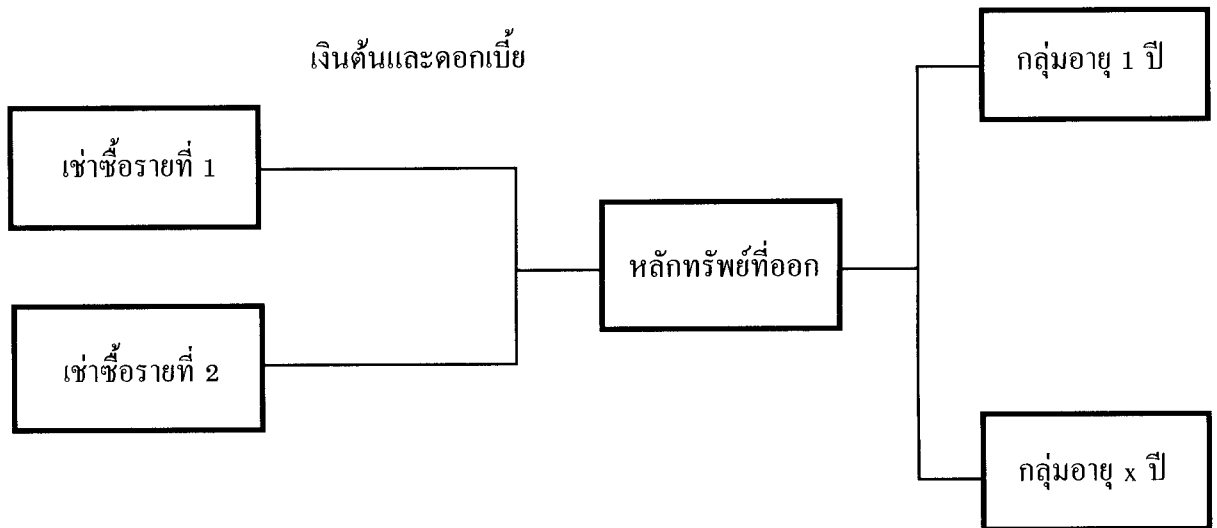 เงินต้นและดอกเบี้ย
กลุ่มอายุ 1 ปี
เช่าซื้อรายที่ 1
หลักทรัพย์ที่ออก
เช่าซื้อรายที่ 2
กลุ่มอายุ x ปี